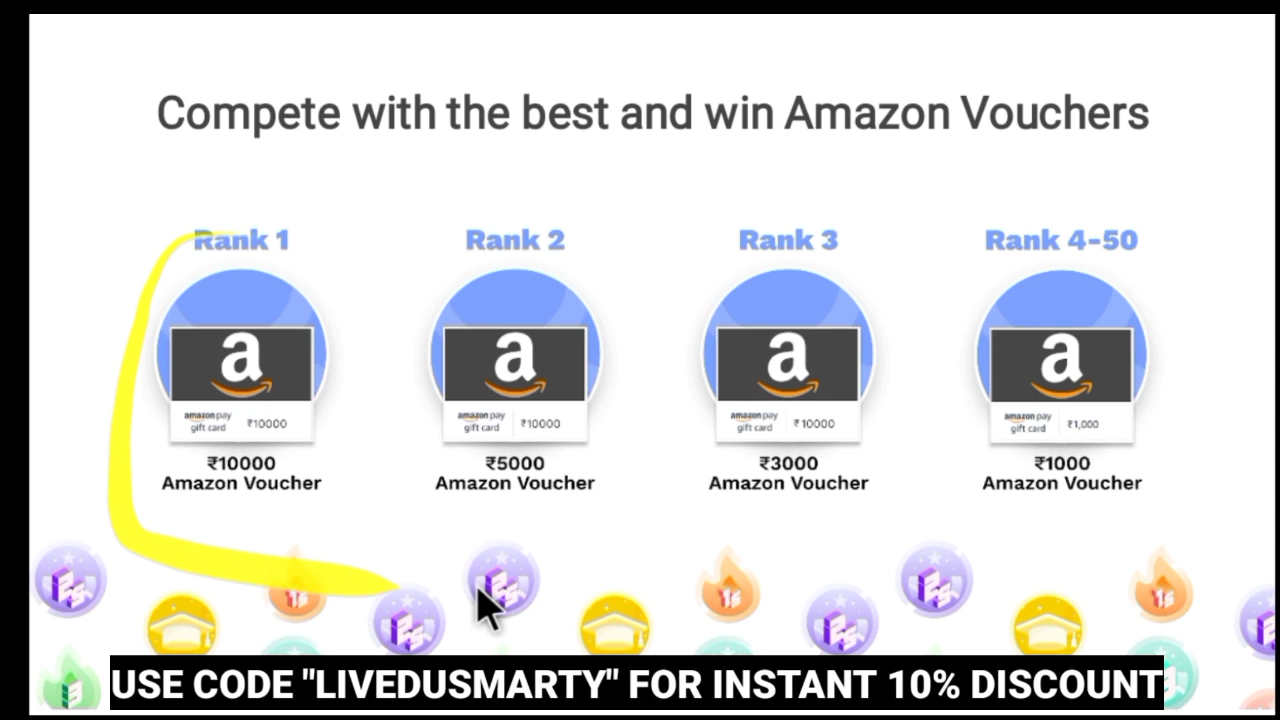 Compete with the best and win Amazon Vouchers
Rank 1
Rank 2
Rank 3
Rank 4-50
a
a
a
a
amazon pay
gift card
₹10000
amazon pay
gift card
₹10000
amazon pay
gift card
₹10000
amazon pay
gift card
₹1,000
₹10000
Amazon Voucher
₹5000
Amazon Voucher
₹3000
Amazon Voucher
₹1000
Amazon Voucher
USE CODE "LIVEDUSMARTY" FOR INSTANT 10% DISCOUNT